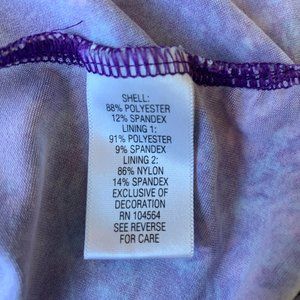 SHELL:
88% POLYESTER
12% SPANDEX
LINING 1:
91% POLYESTER
9% SPANDEX
LINING 2:
86% NYLON
14% SPANDEX
EXCLUSIVE OF
DECORATION
RN 104564
SEE REVERSE
FOR CARE